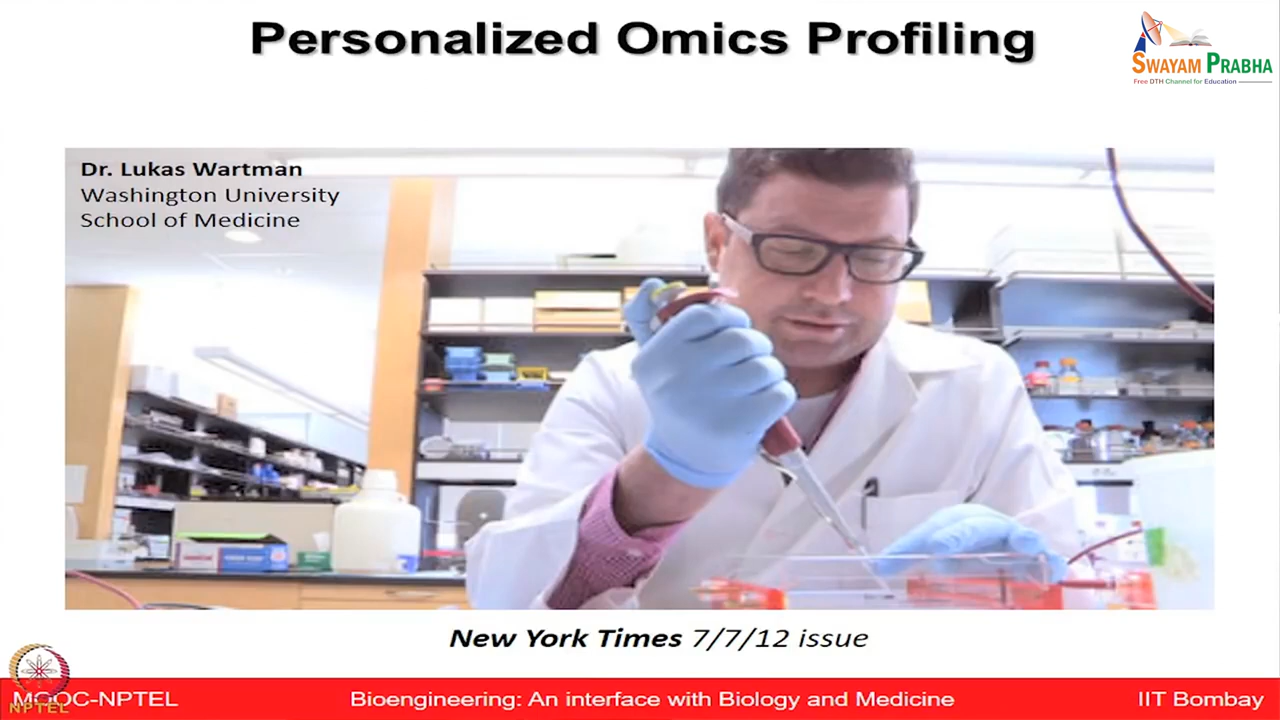 Personalized Omics Profiling
SWAYAM PRABHA
Free DTH Channel for Education
Dr. Lukas Wartman
Washington University
School of Medicine
New York Times 7/7/12 issue
MOOC-NPTEL
NPTEL
Bioengineering: An interface with Biology and Medicine
IIT Bombay